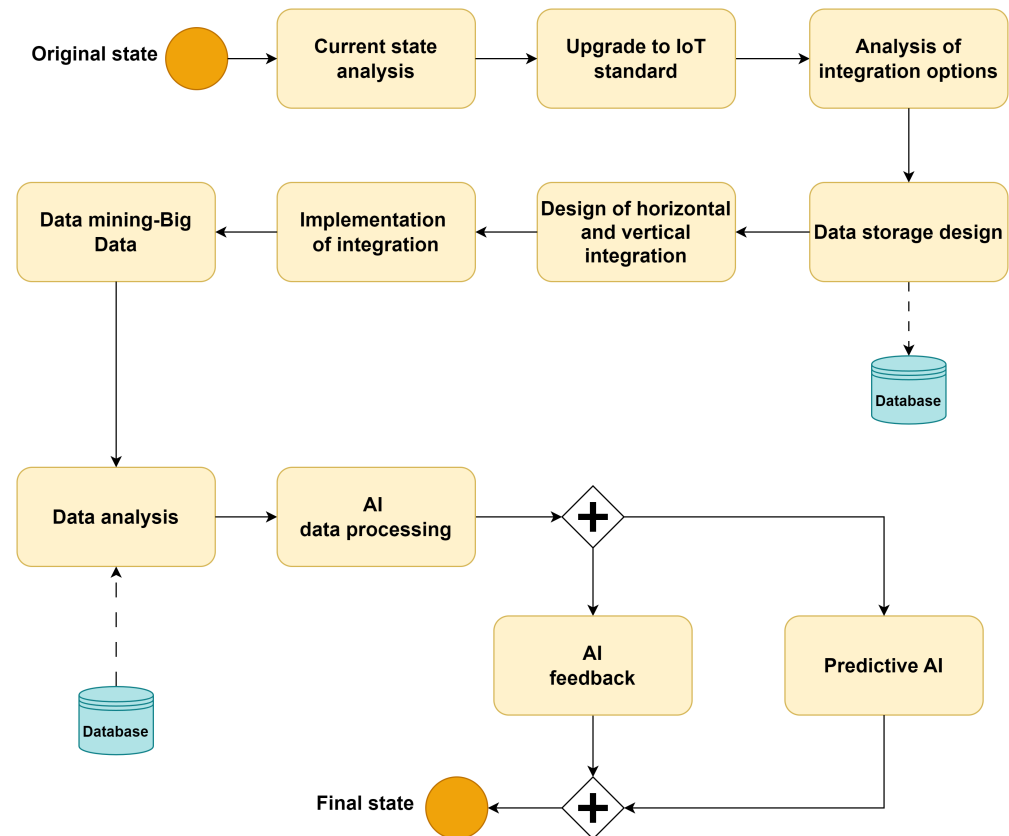 Original state
Current state
analysis
Upgrade to IoT
standard
Analysis of
integration options
Data mining-Big
Data
Implementation
of integration
Design of horizontal
and vertical
integration
Data storage design
Database
Data analysis
AI
data processing
AI
feedback
Predictive AI
Database
Final state